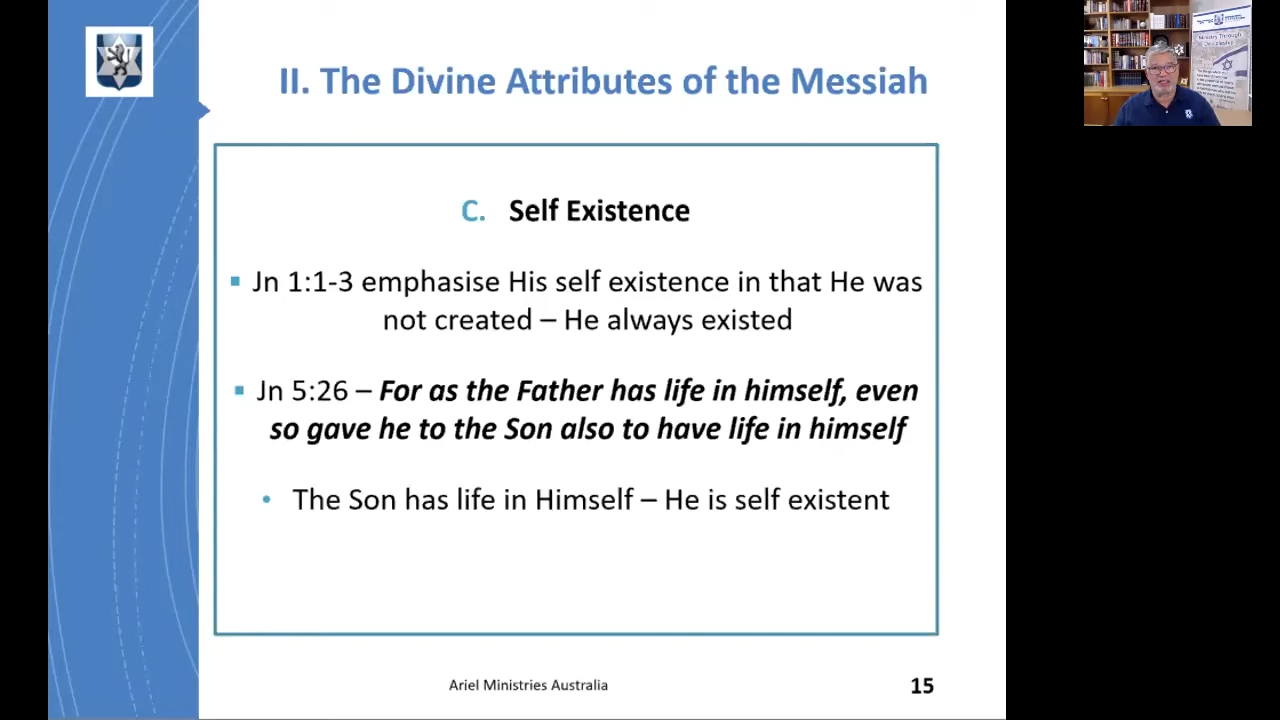 II. The Divine Attributes of the Messiah
C. Self Existence
▪ Jn 1:1-3 emphasise His self existence in that He was
not created – He always existed
▪ Jn 5:26 – For as the Father has life in himself, even
so gave he to the Son also to have life in himself
• The Son has life in Himself – He is self existent
Ariel Ministries Australia
15
Ministry Through